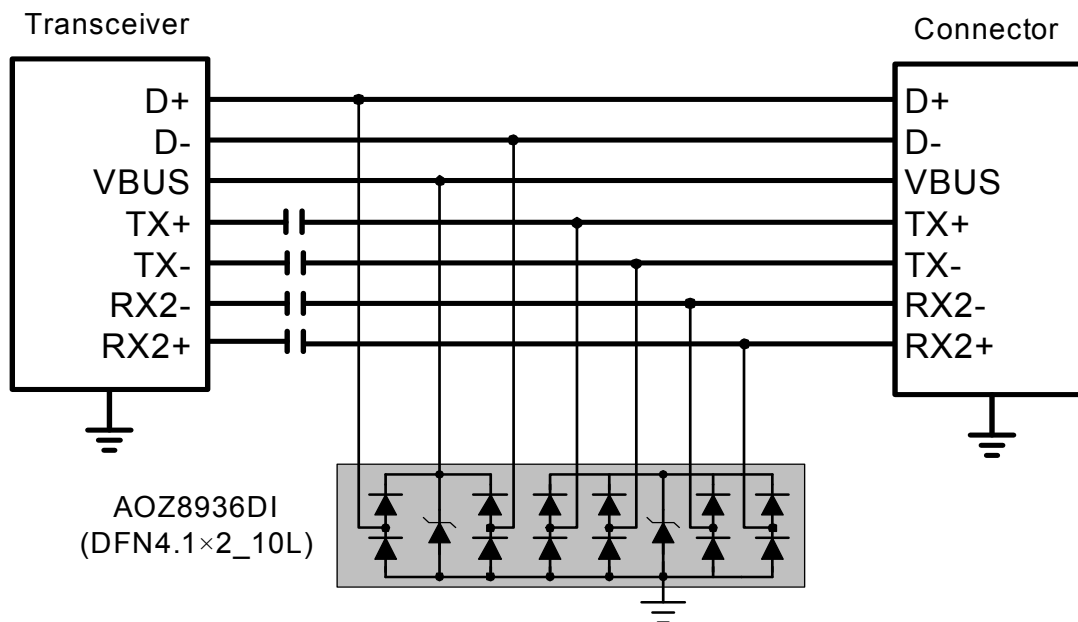 Transceiver
Connector
D+
D-
VBUS
TX+
TX-
RX2-
RX2+
D+
D-
VBUS
TX+
TX-
RX2-
RX2+
AOZ8936DI
(DFN4.1×2_10L)